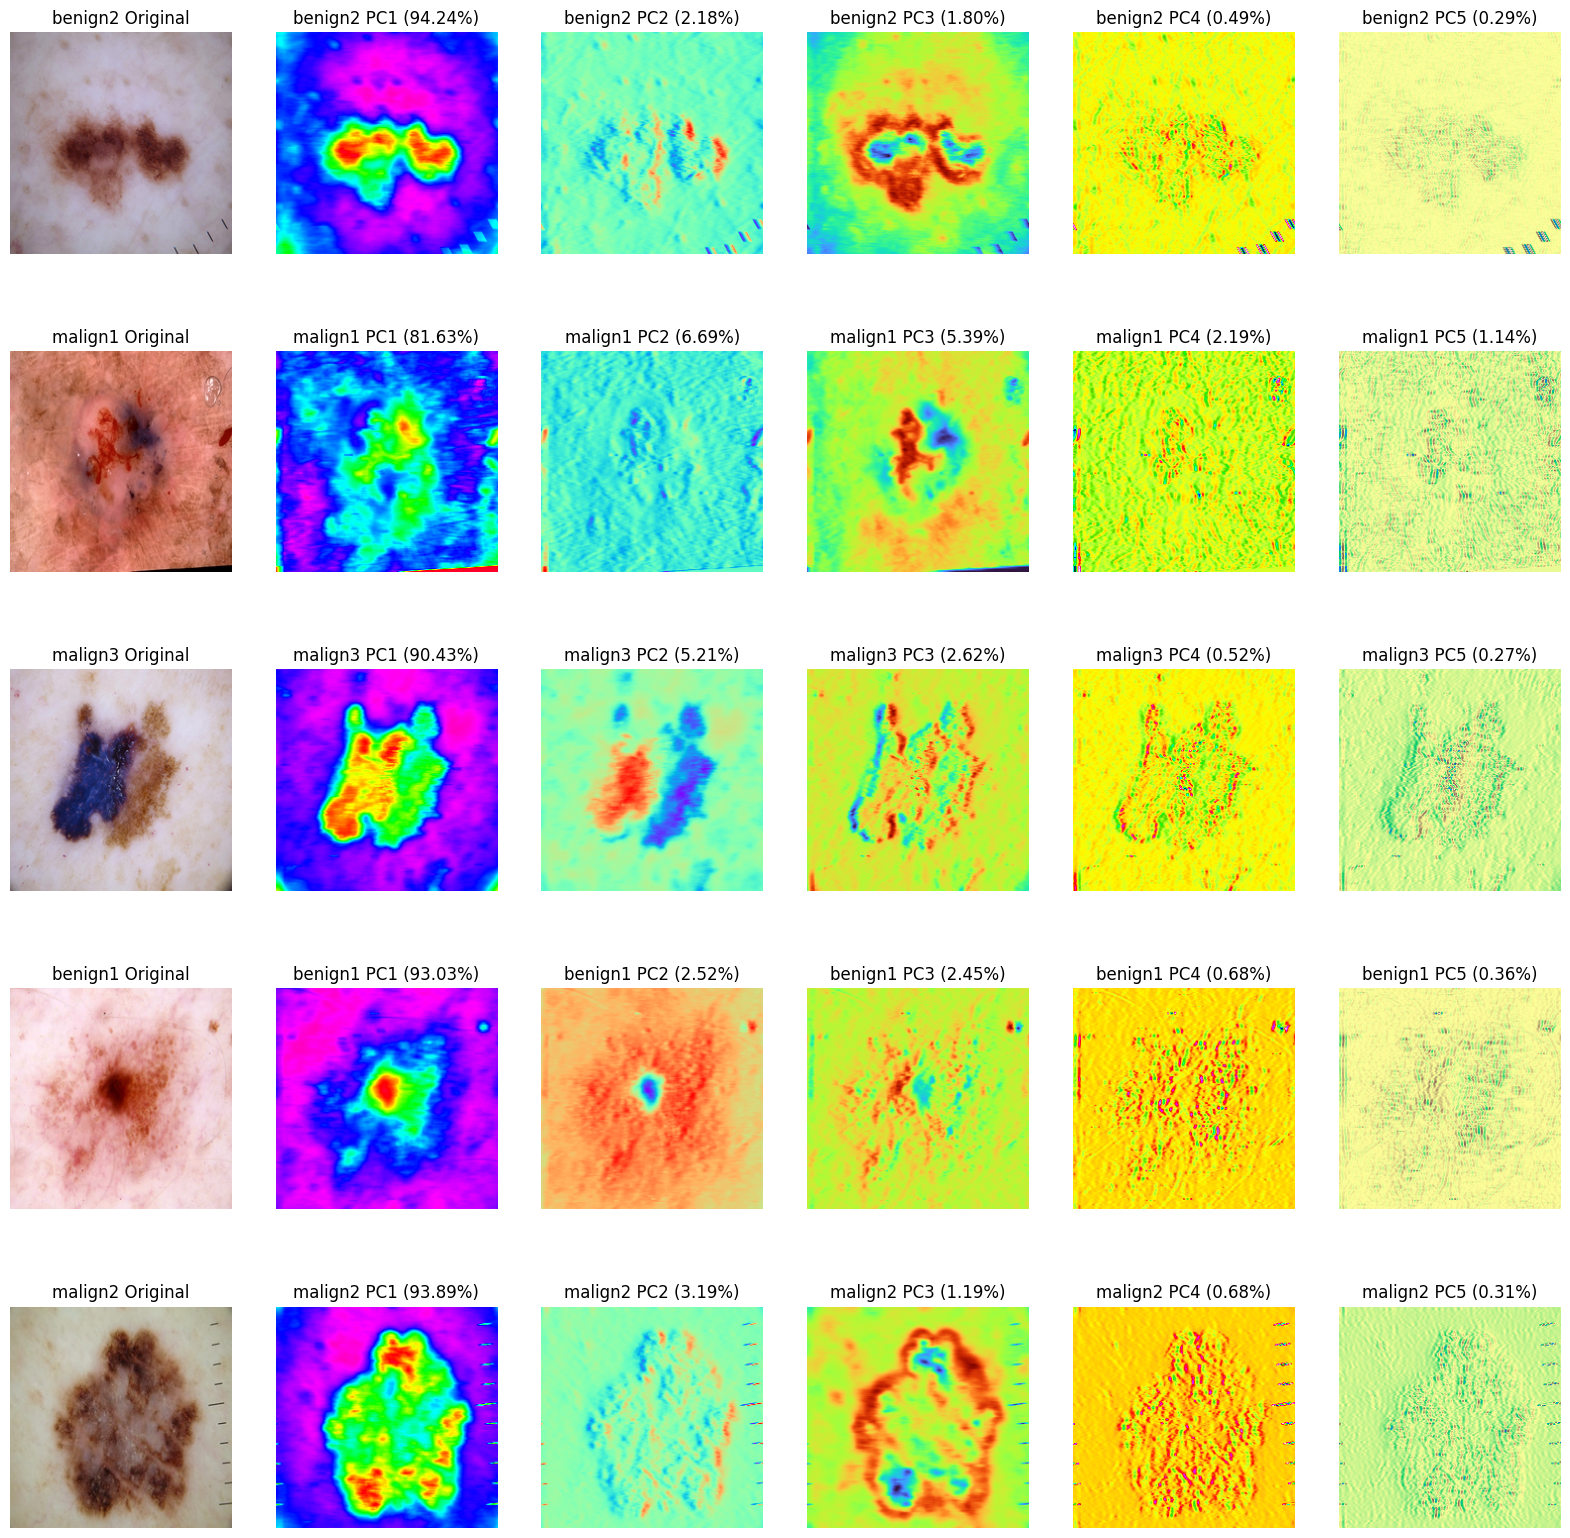 benign2 Original
benign2 PC1 (94.24%)
benign2 PC2 (2.18%)
benign2 PC3 (1.80%)
benign2 PC4 (0.49%)
benign2 PC5 (0.29%)
malign1 Original
malign1 PC1 (81.63%)
malign1 PC2 (6.69%)
malign1 PC3 (5.39%)
malign1 PC4 (2.19%)
malign1 PC5 (1.14%)
malign3 Original
malign3 PC1 (90.43%)
malign3 PC2 (5.21%)
malign3 PC3 (2.62%)
malign3 PC4 (0.52%)
malign3 PC5 (0.27%)
benign1 Original
benign1 PC1 (93.03%)
benign1 PC2 (2.52%)
benign1 PC3 (2.45%)
benign1 PC4 (0.68%)
benign1 PC5 (0.36%)
malign2 Original
malign2 PC1 (93.89%)
malign2 PC2 (3.19%)
malign2 PC3 (1.19%)
malign2 PC4 (0.68%)
malign2 PC5 (0.31%)